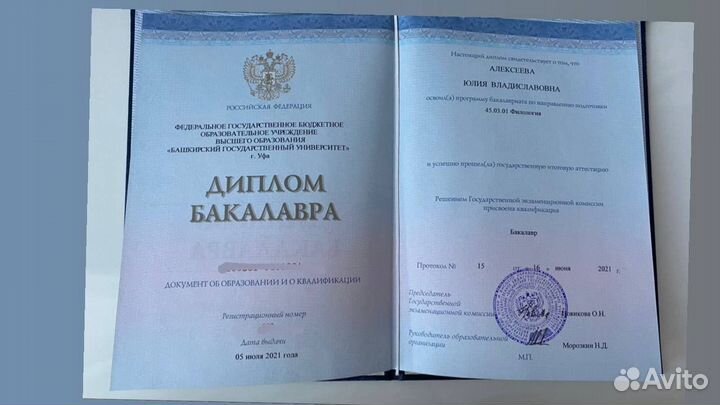 РОССИЙСКАЯ ФЕДЕРАЦИЯ
ФЕДЕРАЛЬНОЕ ГОСУДАРСТВЕННОЕ БЮДЖЕТНОЕ
ОБРАЗОВАТЕЛЬНОЕ УЧРЕЖДЕНИЕ
ВЫСШЕГО ОБРАЗОВАНИЯ
«БАШКИРСКИЙ ГОСУДАРСТВЕННЫЙ УНИВЕРСИТЕТ»
г. Уфа
ДИПЛОМ
БАКАЛАВРА
ДОКУМЕНТ ОБ ОБРАЗОВАНИИ И О КВАЛИФИКАЦИИ
Регистрационный номер
Дата выдачи
05 июля 2021 года
Настоящий диплом свидетельствует о том, что
АЛЕКСЕЕВА
ЮЛИЯ ВЛАДИСЛАВОВНА
освоил(а) программу бакалавриата по направлению подготовки
45.03.01 Филология
и успешно прошел(ла) государственную итоговую аттестацию
Решением Государственной экзаменационной комиссии
присвоена квалификация
Бакалавр
Протокол № 15 от « 16 » июня 2021 г.
Председатель
Государственной
экзаменационной комиссии Новикова О.Н.
Руководитель образовательной
организации Морозкин Н.Д.
М.П.
Avito